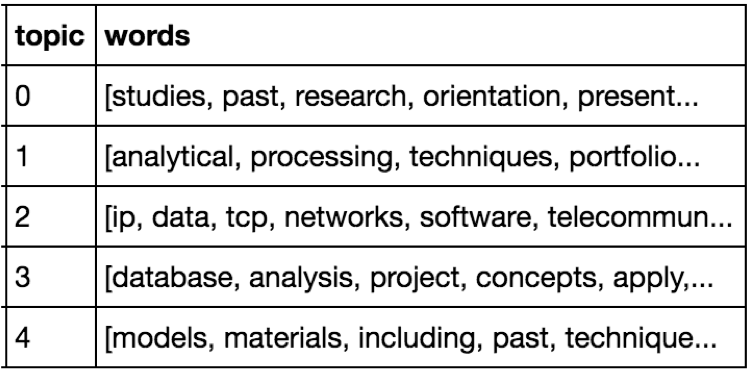 topic words
0 [studies, past, research, orientation, present...
1 [analytical, processing, techniques, portfolio...
2 [ip, data, tcp, networks, software, telecommun...
3 [database, analysis, project, concepts, apply,...
4 [models, materials, including, past, technique...